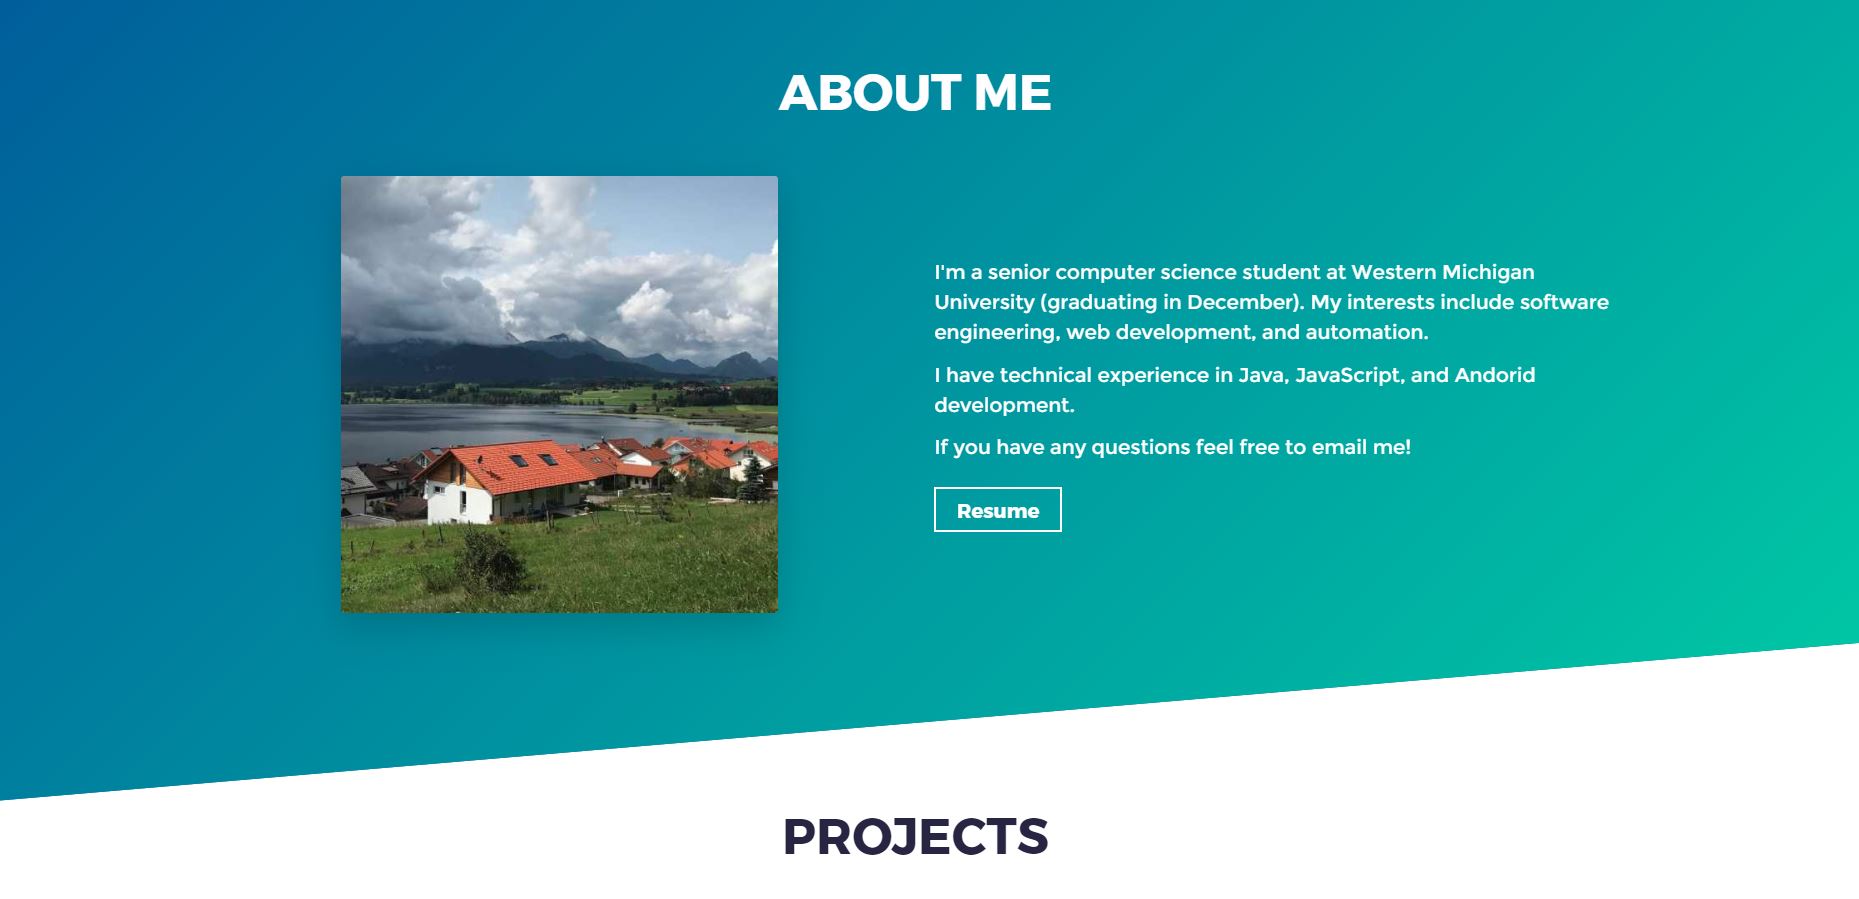 ABOUT ME
I'm a senior computer science student at Western Michigan
University (graduating in December). My interests include software
engineering, web development, and automation.
I have technical experience in Java, JavaScript, and Andorid
development.
If you have any questions feel free to email me!
Resume
PROJECTS